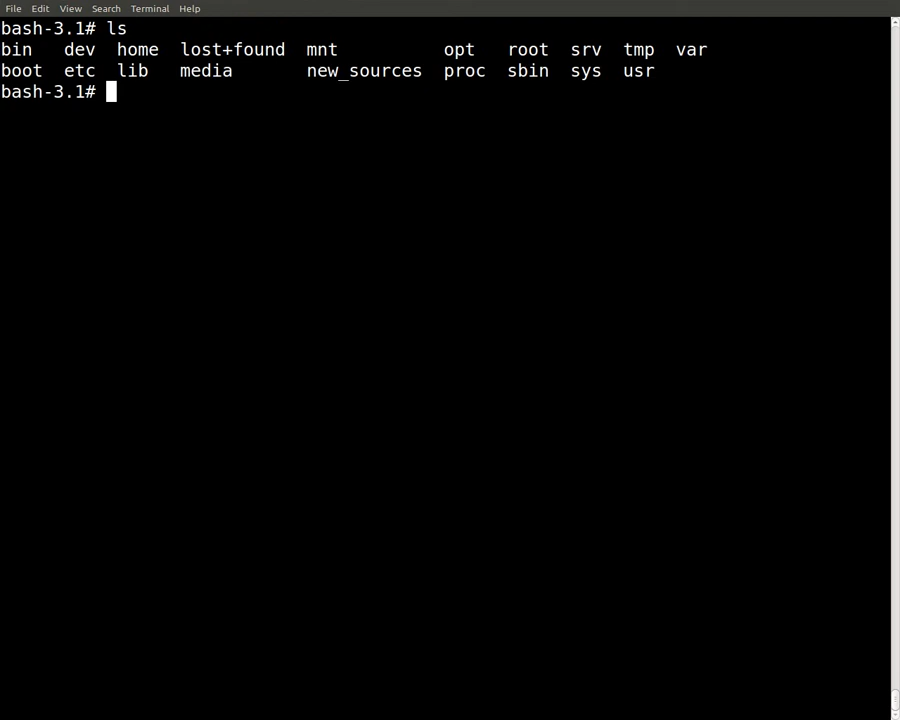 File Edit View Search Terminal Help
bash-3.1# ls
bin dev home lost+found mnt opt root srv tmp var
boot etc lib media new_sources proc sbin sys usr
bash-3.1#